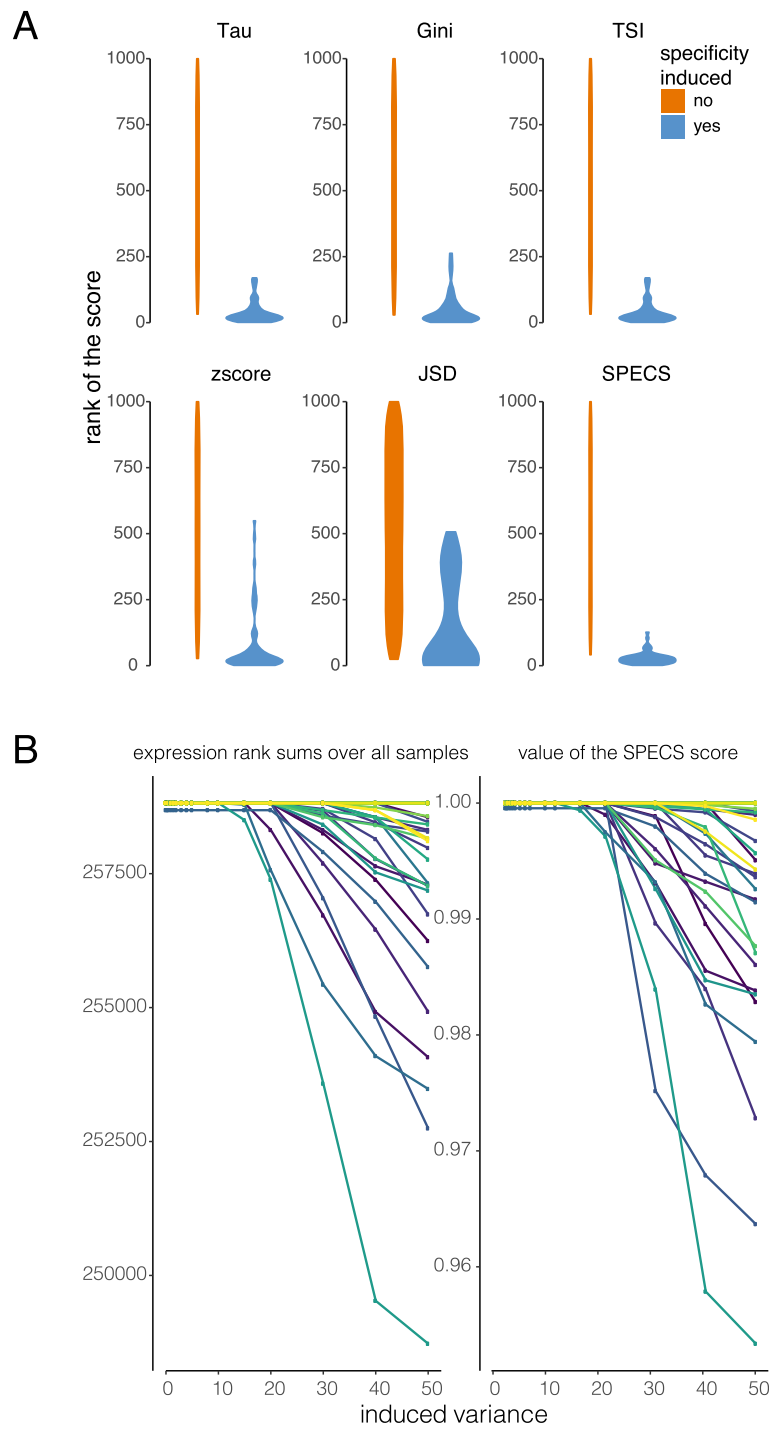 A
Tau
Gini
TSI
specificity
induced
no
yes
1000
750
500
250
0
1000
750
500
250
0
1000
750
500
250
0
rank of the score
zscore
JSD
SPECS
1000
750
500
250
0
1000
750
500
250
0
1000
750
500
250
0
B
expression rank sums over all samples
value of the SPECS score
257500
255000
252500
250000
1.00
0.99
0.98
0.97
0.96
0 10 20 30 40 50
0 10 20 30 40 50
induced variance